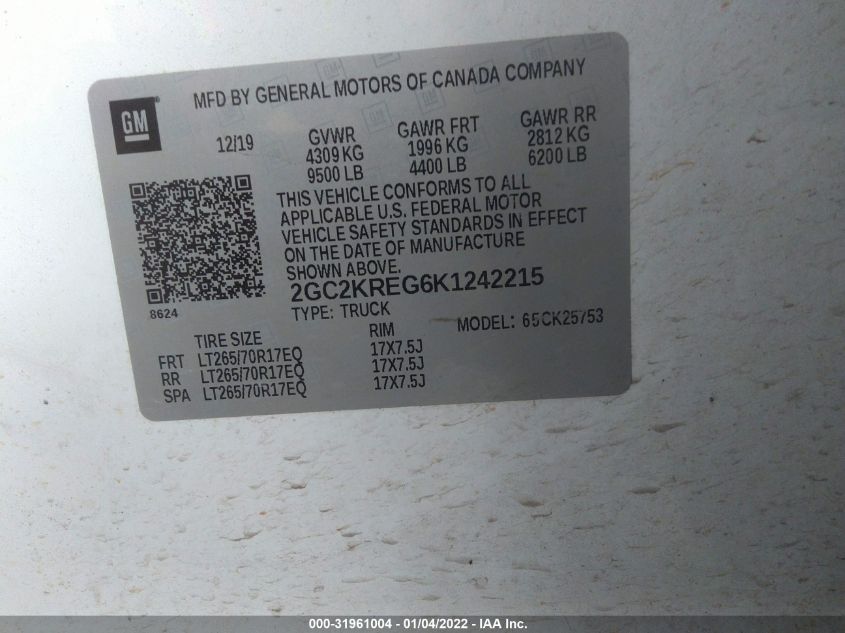 MFD BY GENERAL MOTORS OF CANADA COMPANY
GM
12/19
GVWR
4309 KG
9500 LB
GAWR FRT
1996 KG
4400 LB
GAWR RR
2812 KG
6200 LB
THIS VEHICLE CONFORMS TO ALL
APPLICABLE U.S. FEDERAL MOTOR
VEHICLE SAFETY STANDARDS IN EFFECT
ON THE DATE OF MANUFACTURE
SHOWN ABOVE.
8624
2GC2KREG6K1242215
TYPE: TRUCK
MODEL: 65CK25753
TIRE SIZE RIM
FRT LT265/70R17EQ 17X7.5J
RR LT265/70R17EQ 17X7.5J
SPA LT265/70R17EQ 17X7.5J
000-31961004 - 01/04/2022 - IAA Inc.